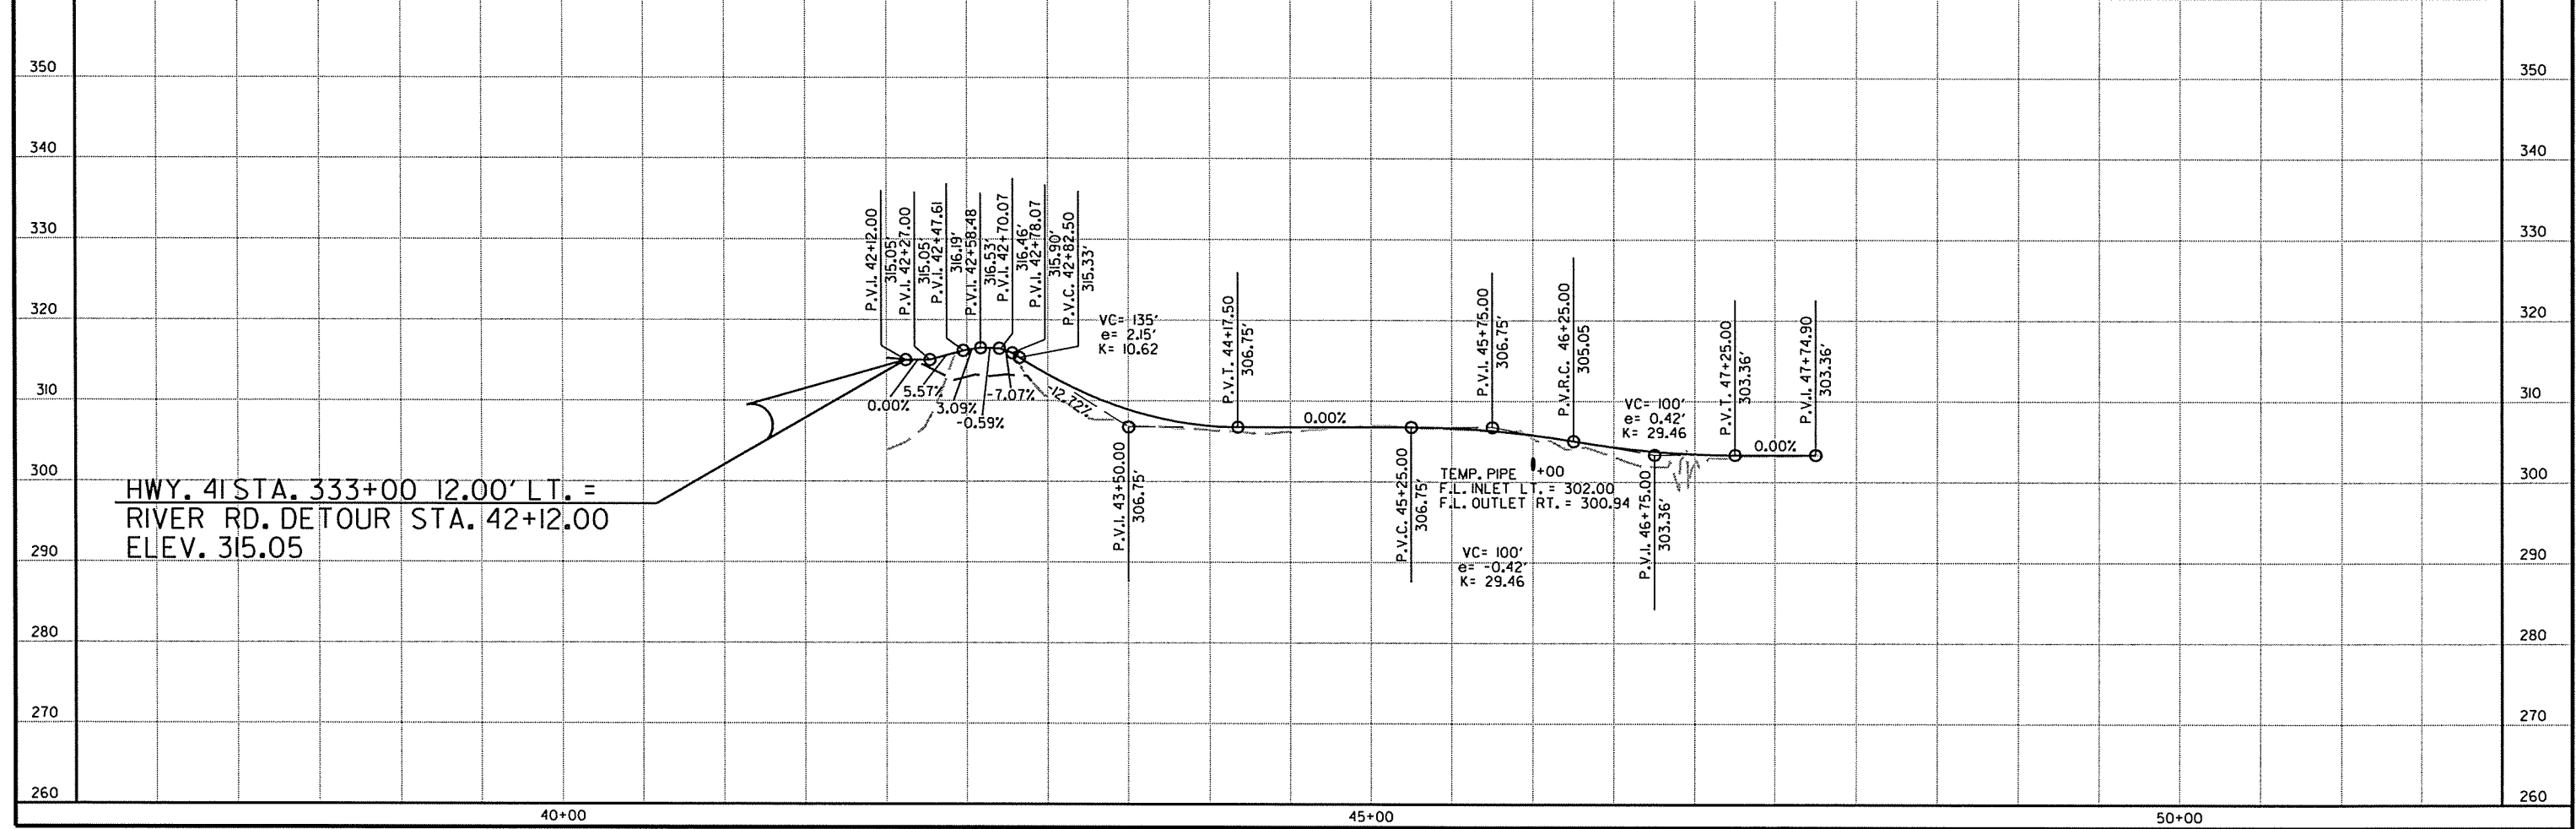 350
340
330
320
310
300
290
280
270
260
350
340
330
320
310
300
290
280
270
260
40+00
45+00
50+00
HWY. 41 STA. 333+00 12.00' LT. =
RIVER RD. DETOUR STA. 42+12.00
ELEV. 315.05
P.V.I. 42+12.00
315.05'
P.V.I. 42+27.00
315.05'
P.V.I. 42+47.61
316.19'
P.V.I. 42+58.48
316.53'
P.V.I. 42+70.07
316.46'
P.V.I. 42+78.07
315.90'
P.V.C. 42+82.50
315.33'
0.00%
5.57%
3.09%
-0.59%
-7.07%
-12.72%
VC= 135'
e= 2.15'
K= 10.62
P.V.I. 43+50.00
306.75'
P.V.T. 44+17.50
306.75'
0.00%
P.V.C. 45+25.00
306.75'
P.V.I. 45+75.00
306.75'
VC= 100'
e= -0.42'
K= 29.46
TEMP. PIPE
+00
F.L. INLET LT. = 302.00
F.L. OUTLET RT. = 300.94
P.V.R.C. 46+25.00
305.05
VC= 100'
e= 0.42'
K= 29.46
P.V.I. 46+75.00
303.36'
P.V.T. 47+25.00
303.36'
0.00%
P.V.I. 47+74.90
303.36'